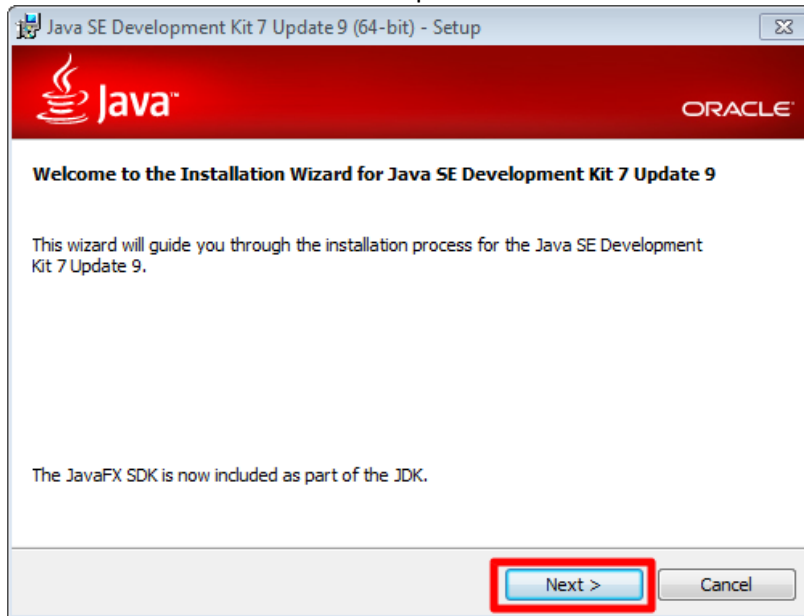 Java SE Development Kit 7 Update 9 (64-bit) - Setup
Java™
ORACLE
Welcome to the Installation Wizard for Java SE Development Kit 7 Update 9
This wizard will guide you through the installation process for the Java SE Development
Kit 7 Update 9.
The JavaFX SDK is now included as part of the JDK.
Next >
Cancel